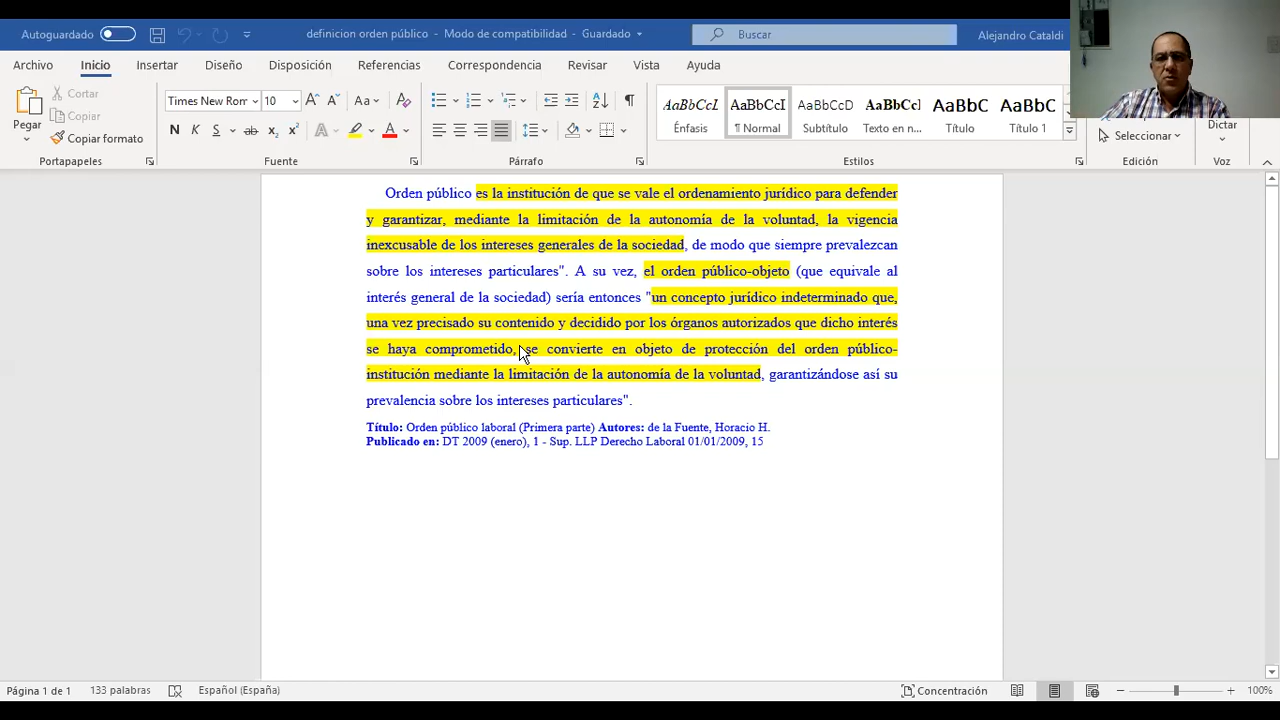 Autoguardado
definicion orden público - Modo de compatibilidad - Guardado
Buscar
Alejandro Cataldi
Archivo Inicio Insertar Diseño Disposición Referencias Correspondencia Revisar Vista Ayuda
Pegar
Cortar
Copiar
Copiar formato
Portapapeles
Times New Rom 10
N K S ab x₂ x²
Fuente
Párrafo
AaBbCcI AaBbCcI AaBbCcD AaBbCcI AaBbC AaBbC
Énfasis ¶ Normal Subtítulo Texto en n... Título Título 1
Estilos
Seleccionar
Edición
Dictar
Voz
Orden público es la institución de que se vale el ordenamiento jurídico para defender
y garantizar, mediante la limitación de la autonomía de la voluntad, la vigencia
inexcusable de los intereses generales de la sociedad, de modo que siempre prevalezcan
sobre los intereses particulares". A su vez, el orden público-objeto (que equivale al
interés general de la sociedad) sería entonces "un concepto jurídico indeterminado que,
una vez precisado su contenido y decidido por los órganos autorizados que dicho interés
se haya comprometido, se convierte en objeto de protección del orden público-
institución mediante la limitación de la autonomía de la voluntad, garantizándose así su
prevalencia sobre los intereses particulares".
Título: Orden público laboral (Primera parte) Autores: de la Fuente, Horacio H.
Publicado en: DT 2009 (enero), 1 - Sup. LLP Derecho Laboral 01/01/2009, 15
Página 1 de 1 133 palabras Español (España) Concentración 100%